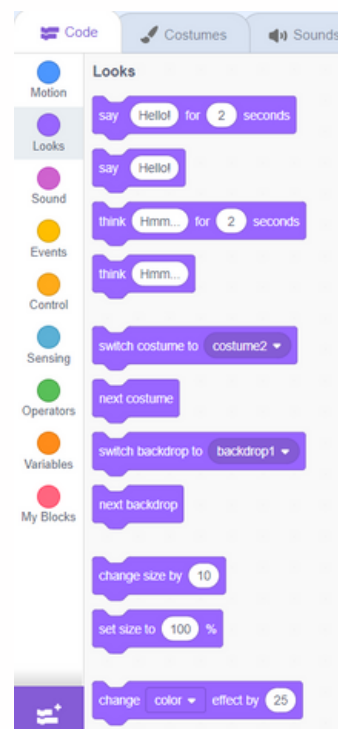 Code Costumes Sounds
Motion
Looks
Sound
Events
Control
Sensing
Operators
Variables
My Blocks
Looks
say Hello! for 2 seconds
say Hello!
think Hmm... for 2 seconds
think Hmm...
switch costume to costume2
next costume
switch backdrop to backdrop1
next backdrop
change size by 10
set size to 100 %
change color effect by 25